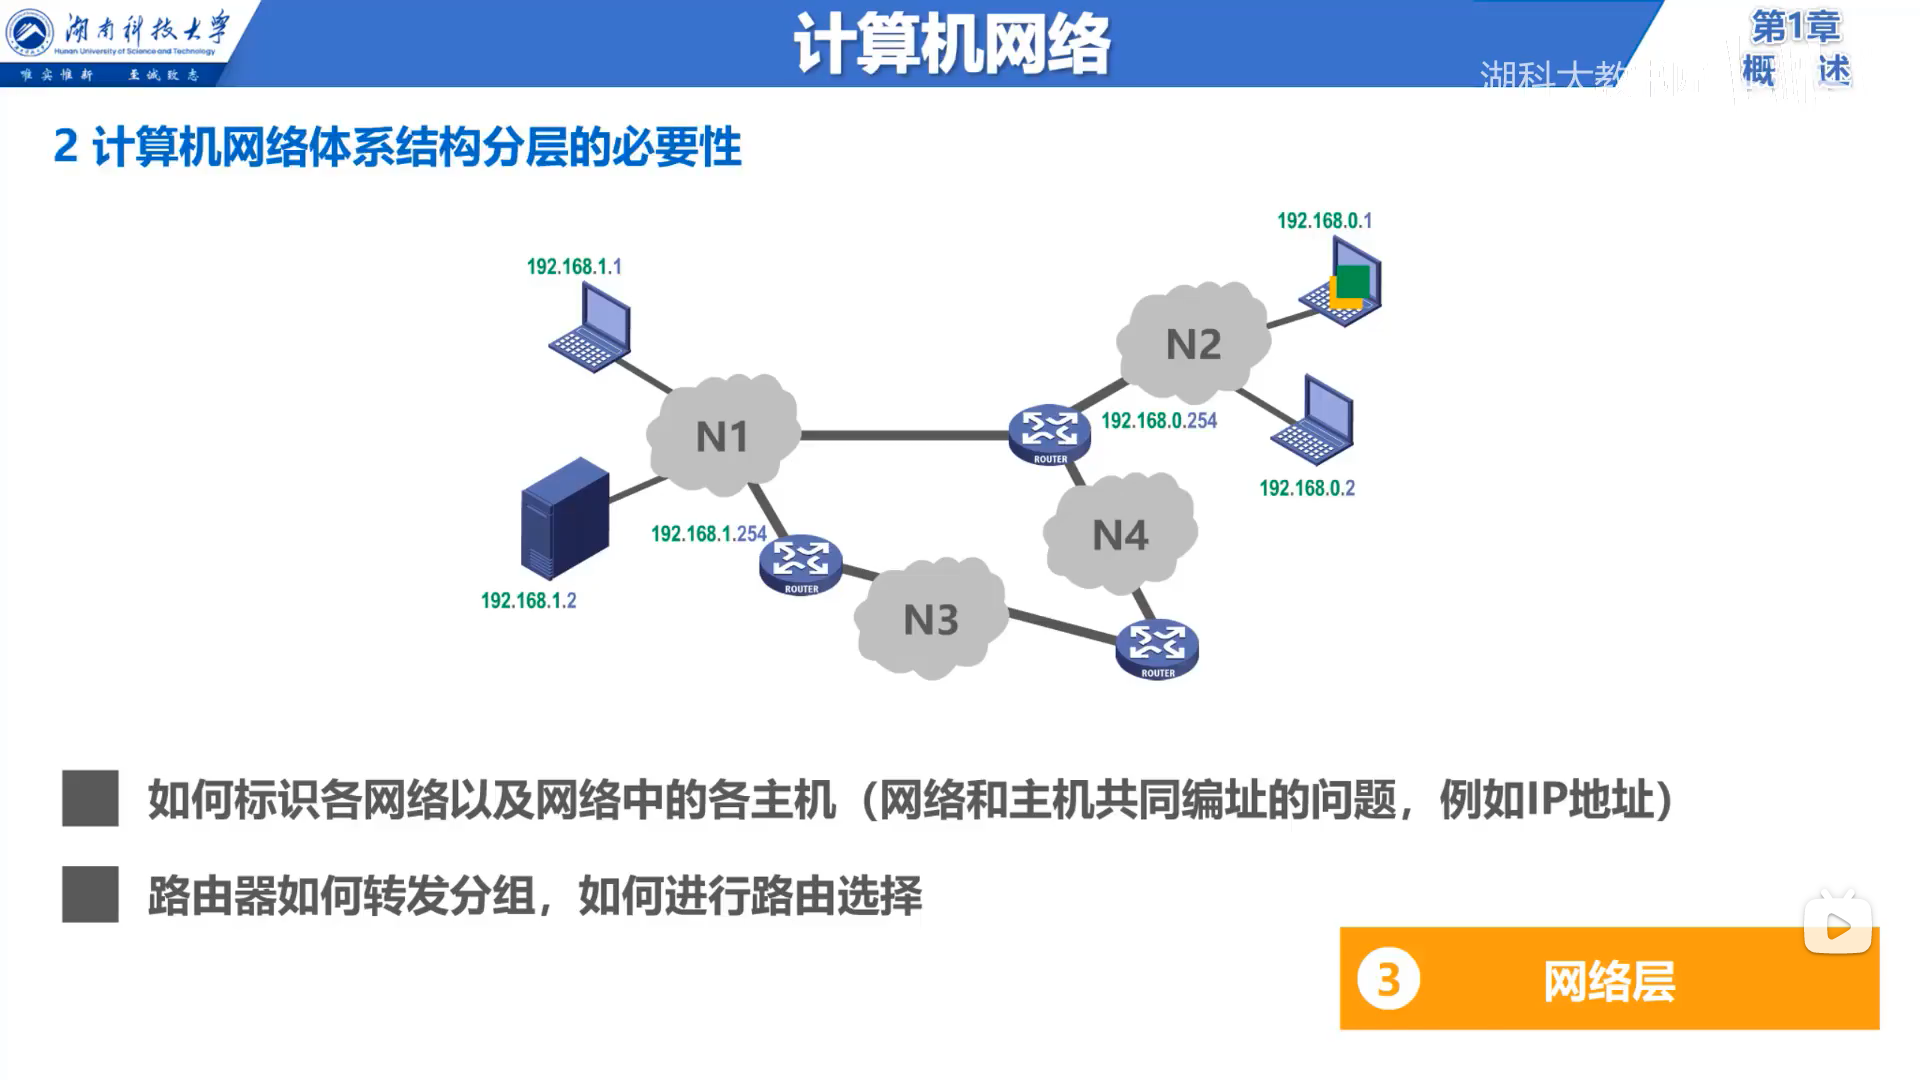 湖南科技大学
Hunan University of Science and Technology
唯实惟新 至诚致志
计算机网络
第1章
概 述
湖科大教书匠
2 计算机网络体系结构分层的必要性
192.168.0.1
192.168.1.1
N2
N1
192.168.0.254
ROUTER
192.168.0.2
192.168.1.254
N4
ROUTER
192.168.1.2
N3
ROUTER
如何标识各网络以及网络中的各主机（网络和主机共同编址的问题，例如IP地址）
路由器如何转发分组，如何进行路由选择
3 网络层